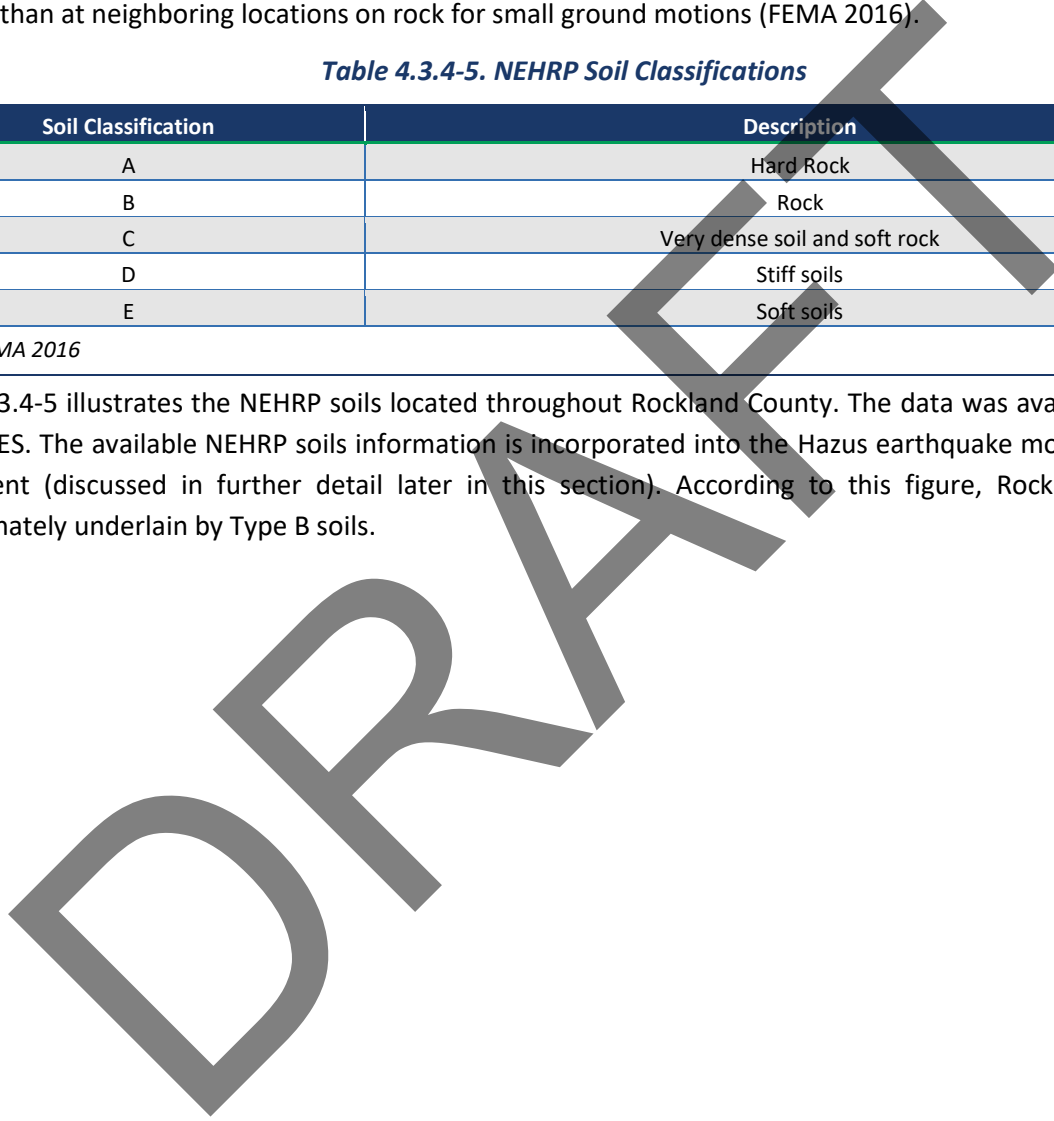 than at neighboring locations on rock for small ground motions (FEMA 2016).
Table 4.3.4-5. NEHRP Soil Classifications
Soil Classification Description
A Hard Rock
B Rock
C Very dense soil and soft rock
D Stiff soils
E Soft soils
MA 2016
3.4-5 illustrates the NEHRP soils located throughout Rockland County. The data was ava
ES. The available NEHRP soils information is incorporated into the Hazus earthquake mo
ent (discussed in further detail later in this section). According to this figure, Rock
nately underlain by Type B soils.
DRAFT